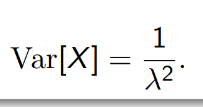 Var[X] = 1/λ².